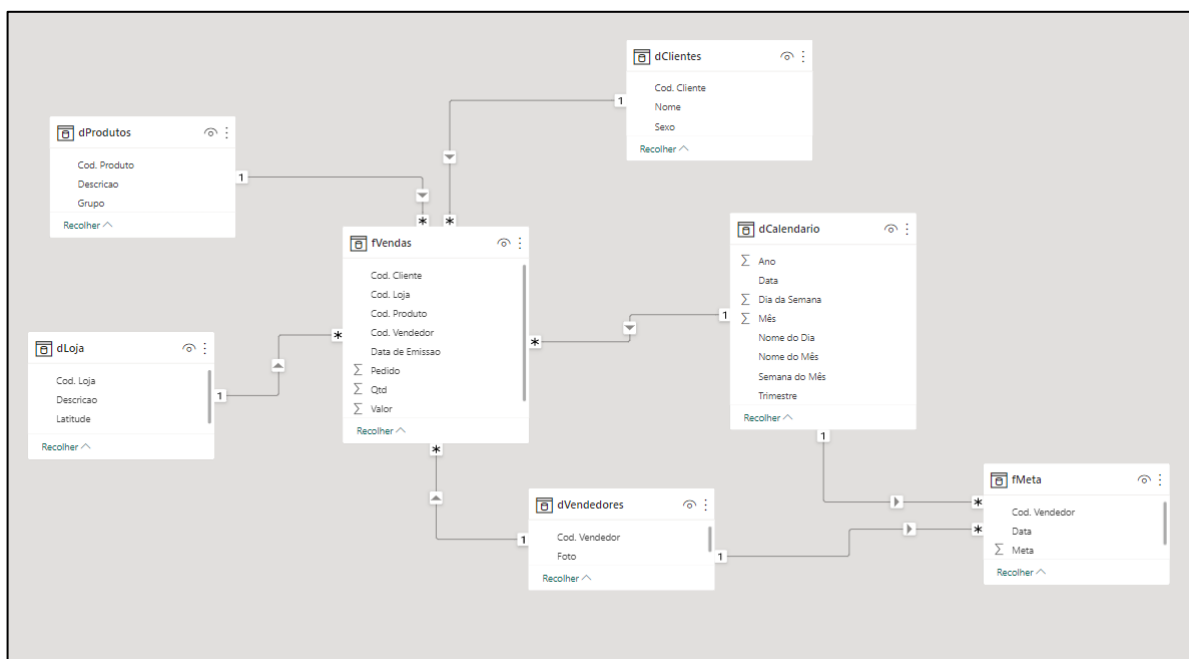 dClientes
Cod. Cliente
Nome
Sexo
Recolher
dProdutos
Cod. Produto
Descricao
Grupo
Recolher
1
1
*
*
fVendas
Cod. Cliente
Cod. Loja
Cod. Produto
Cod. Vendedor
Data de Emissao
Σ Pedido
Σ Qtd
Σ Valor
Recolher
dCalendario
Σ Ano
Data
Σ Dia da Semana
Σ Mês
Nome do Dia
Nome do Mês
Semana do Mês
Trimestre
Recolher
1
*
1
dLoja
Cod. Loja
Descricao
Latitude
Recolher
1
*
*
dVendedores
Cod. Vendedor
Foto
Recolher
1
1
fMeta
Cod. Vendedor
Data
Σ Meta
Recolher
*
*